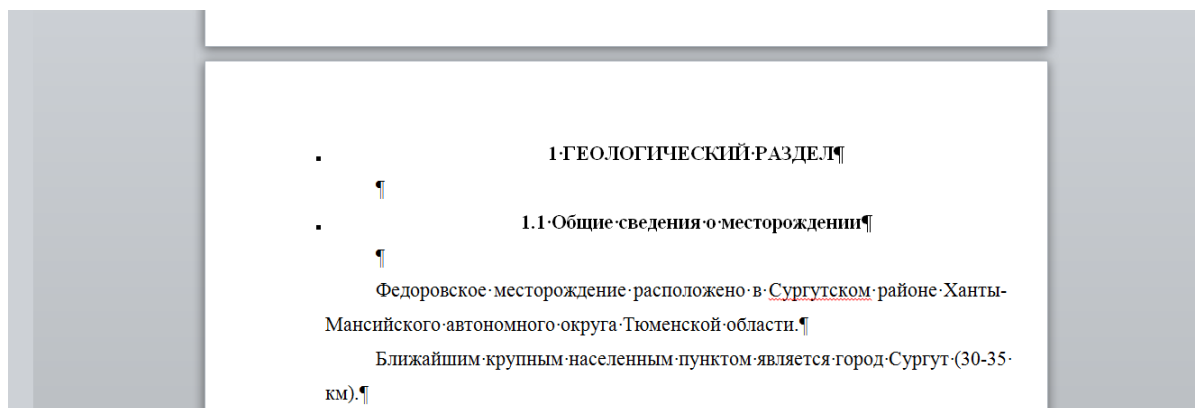 1 ГЕОЛОГИЧЕСКИЙ РАЗДЕЛ¶
¶
1.1 Общие сведения о месторождении¶
¶
Федоровское месторождение расположено в Сургутском районе Ханты-
Мансийского автономного округа Тюменской области.¶
Ближайшим крупным населенным пунктом является город Сургут (30-35
км).¶